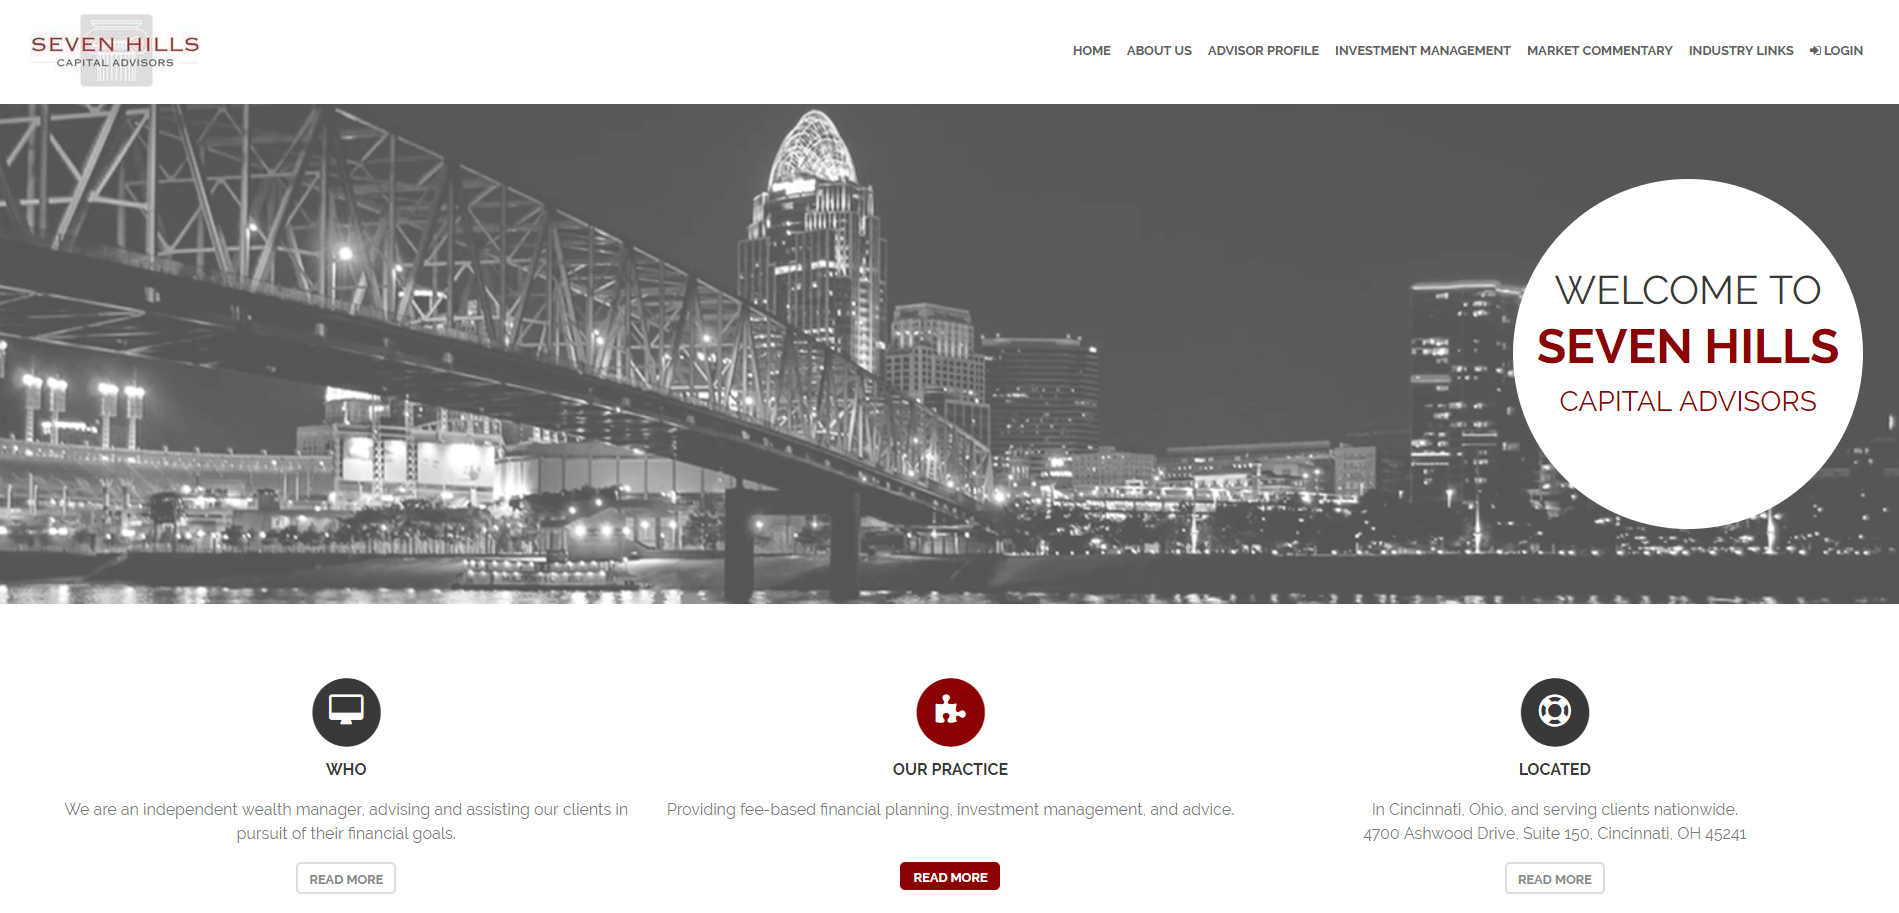 SEVEN HILLS
CAPITAL ADVISORS
HOME ABOUT US ADVISOR PROFILE INVESTMENT MANAGEMENT MARKET COMMENTARY INDUSTRY LINKS LOGIN
WELCOME TO
SEVEN HILLS
CAPITAL ADVISORS
WHO
We are an independent wealth manager, advising and assisting our clients in
pursuit of their financial goals.
READ MORE
OUR PRACTICE
Providing fee-based financial planning, investment management, and advice.
READ MORE
LOCATED
In Cincinnati, Ohio, and serving clients nationwide.
4700 Ashwood Drive, Suite 150, Cincinnati, OH 45241
READ MORE